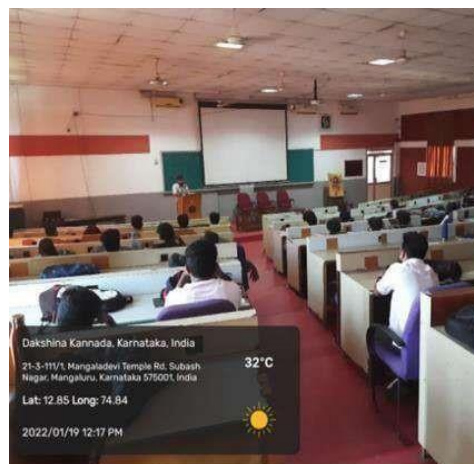 Dakshina Kannada, Karnataka, India
21-3-111/1, Mangaladevi Temple Rd, Subash
Nagar, Mangaluru, Karnataka 575001, India
32°C
Lat: 12.85 Long: 74.84
2022/01/19 12:17 PM